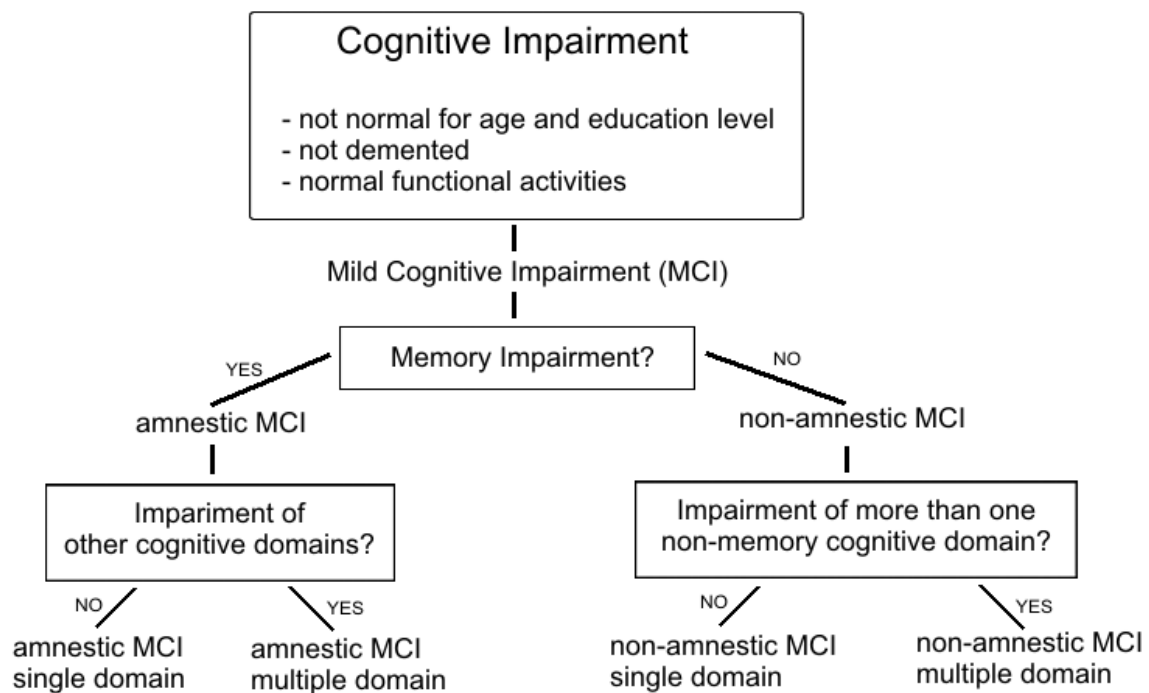 Cognitive Impairment
- not normal for age and education level
- not demented
- normal functional activities
Mild Cognitive Impairment (MCI)
Memory Impairment?
YES
NO
amnestic MCI
non-amnestic MCI
Impariment of
other cognitive domains?
Impairment of more than one
non-memory cognitive domain?
NO
YES
NO
YES
amnestic MCI
single domain
amnestic MCI
multiple domain
non-amnestic MCI
single domain
non-amnestic MCI
multiple domain